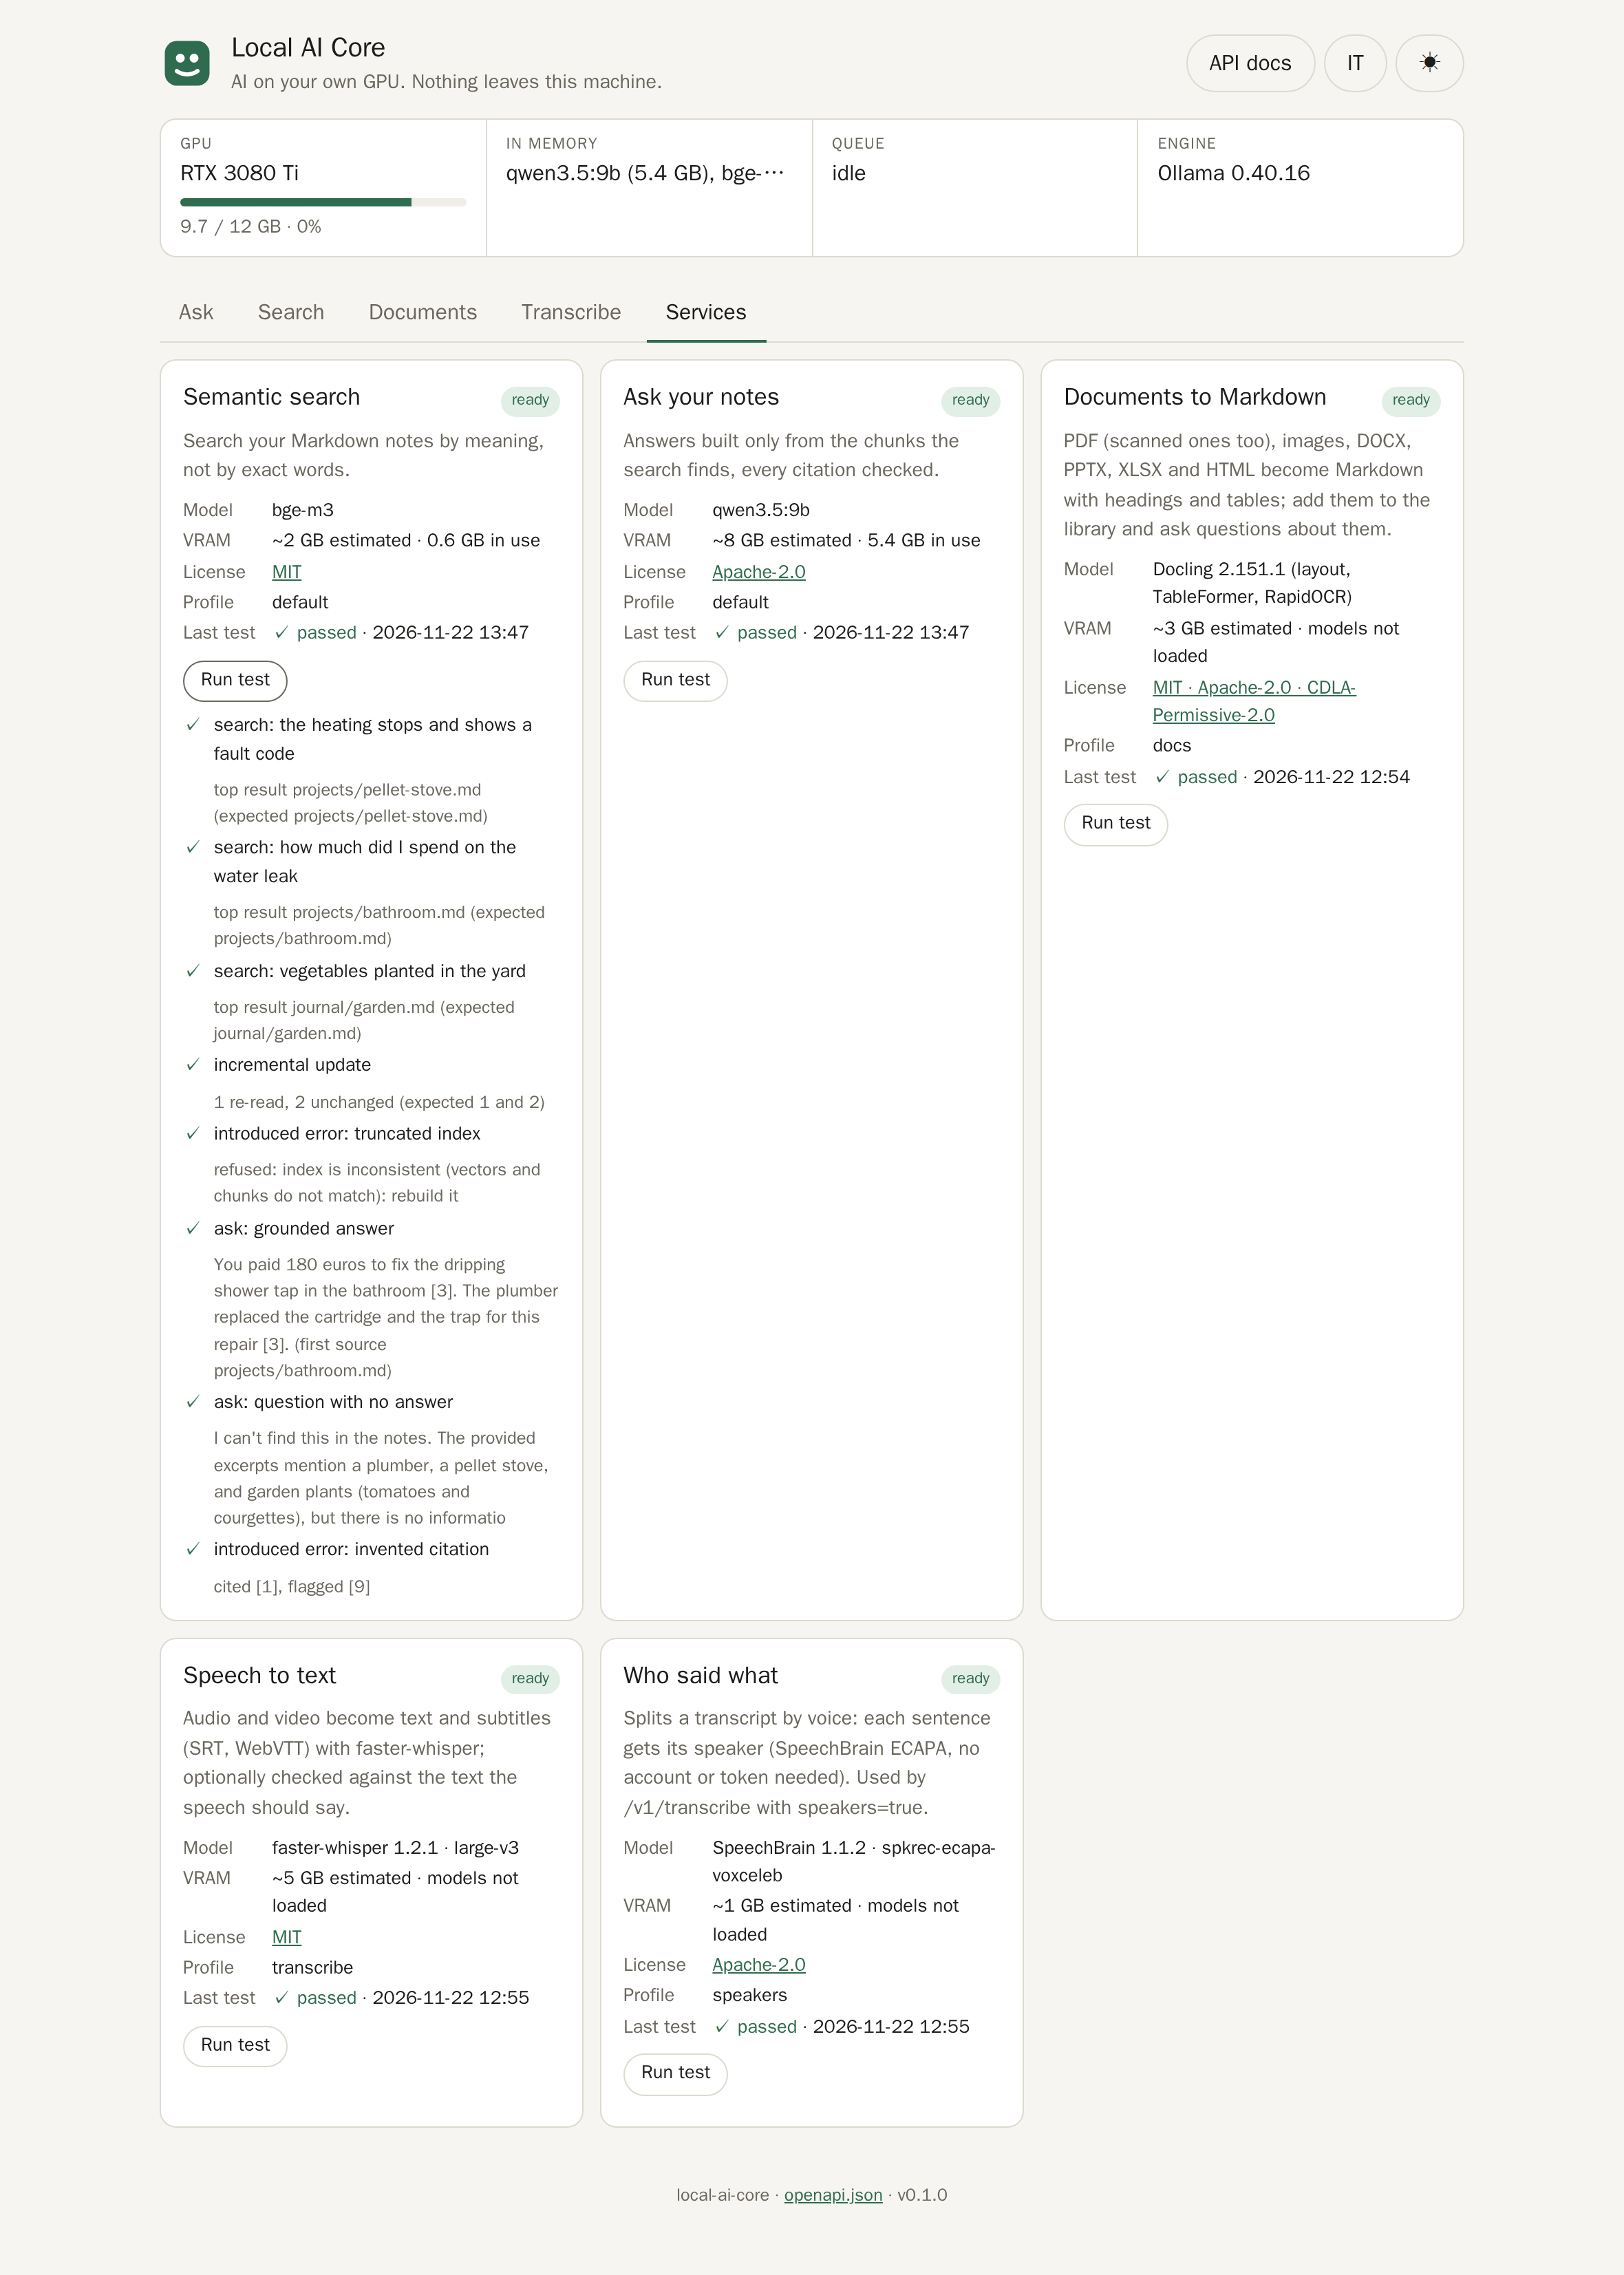 Local AI Core
AI on your own GPU. Nothing leaves this machine.
API docs
IT
GPU
RTX 3080 Ti
9.7 / 12 GB · 0%
IN MEMORY
qwen3.5:9b (5.4 GB), bge-···
QUEUE
idle
ENGINE
Ollama 0.40.16
Ask
Search
Documents
Transcribe
Services
Semantic search
ready
Search your Markdown notes by meaning,
not by exact words.
Model bge-m3
VRAM ~2 GB estimated · 0.6 GB in use
License MIT
Profile default
Last test ✓ passed · 2026-11-22 13:47
Run test
✓ search: the heating stops and shows a
fault code
top result projects/pellet-stove.md
(expected projects/pellet-stove.md)
✓ search: how much did I spend on the
water leak
top result projects/bathroom.md (expected
projects/bathroom.md)
✓ search: vegetables planted in the yard
top result journal/garden.md (expected
journal/garden.md)
✓ incremental update
1 re-read, 2 unchanged (expected 1 and 2)
✓ introduced error: truncated index
refused: index is inconsistent (vectors and
chunks do not match): rebuild it
✓ ask: grounded answer
You paid 180 euros to fix the dripping
shower tap in the bathroom [3]. The plumber
replaced the cartridge and the trap for this
repair [3]. (first source
projects/bathroom.md)
✓ ask: question with no answer
I can't find this in the notes. The provided
excerpts mention a plumber, a pellet stove,
and garden plants (tomatoes and
courgettes), but there is no informatio
✓ introduced error: invented citation
cited [1], flagged [9]
Ask your notes
ready
Answers built only from the chunks the
search finds, every citation checked.
Model qwen3.5:9b
VRAM ~8 GB estimated · 5.4 GB in use
License Apache-2.0
Profile default
Last test ✓ passed · 2026-11-22 13:47
Run test
Documents to Markdown
ready
PDF (scanned ones too), images, DOCX,
PPTX, XLSX and HTML become Markdown
with headings and tables; add them to the
library and ask questions about them.
Model Docling 2.151.1 (layout,
TableFormer, RapidOCR)
VRAM ~3 GB estimated · models not
loaded
License MIT · Apache-2.0 · CDLA-
Permissive-2.0
Profile docs
Last test ✓ passed · 2026-11-22 12:54
Run test
Speech to text
ready
Audio and video become text and subtitles
(SRT, WebVTT) with faster-whisper;
optionally checked against the text the
speech should say.
Model faster-whisper 1.2.1 · large-v3
VRAM ~5 GB estimated · models not
loaded
License MIT
Profile transcribe
Last test ✓ passed · 2026-11-22 12:55
Run test
Who said what
ready
Splits a transcript by voice: each sentence
gets its speaker (SpeechBrain ECAPA, no
account or token needed). Used by
/v1/transcribe with speakers=true.
Model SpeechBrain 1.1.2 · spkrec-ecapa-
voxceleb
VRAM ~1 GB estimated · models not
loaded
License Apache-2.0
Profile speakers
Last test ✓ passed · 2026-11-22 12:55
Run test
local-ai-core · openapi.json · v0.1.0